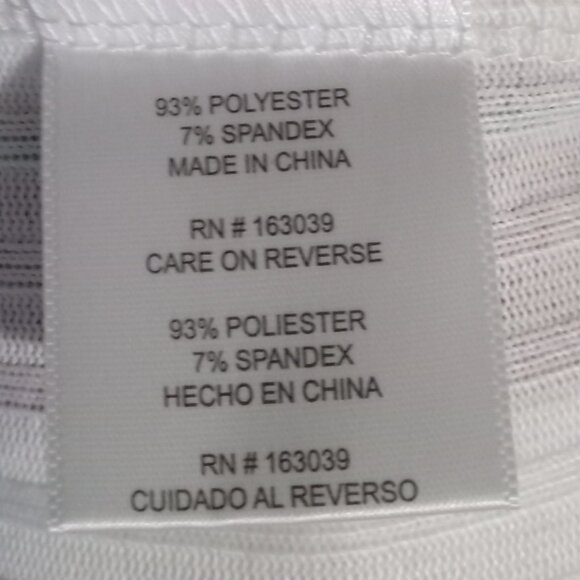 93% POLYESTER
7% SPANDEX
MADE IN CHINA
RN # 163039
CARE ON REVERSE
93% POLIESTER
7% SPANDEX
HECHO EN CHINA
RN # 163039
CUIDADO AL REVERSO